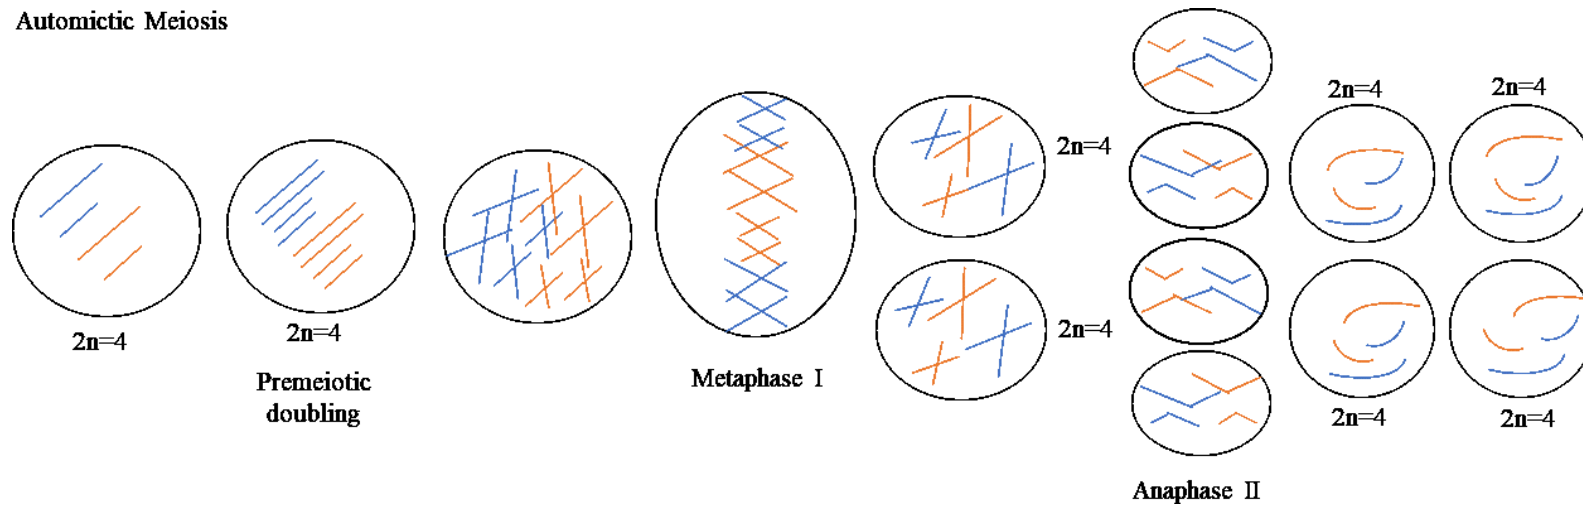 Automictic Meiosis
2n=4
2n=4
Premeiotic
doubling
Metaphase I
2n=4
2n=4
Anaphase II
2n=4
2n=4
2n=4
2n=4